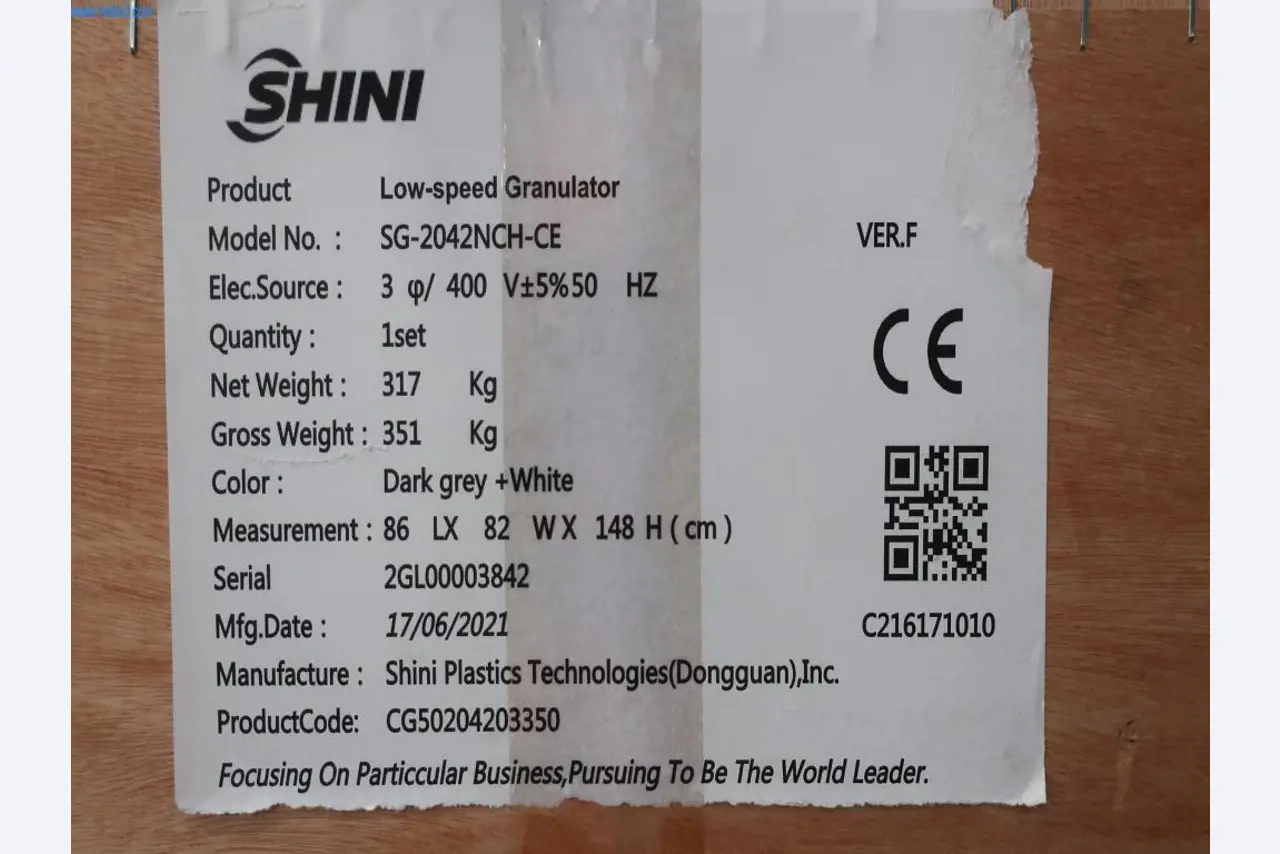 SHINI
Product Low-speed Granulator
Model No. : SG-2042NCH-CE VER.F
Elec.Source : 3 φ/ 400 V±5%50 HZ
Quantity : 1set
Net Weight : 317 Kg
Gross Weight : 351 Kg
Color : Dark grey +White
Measurement : 86 LX 82 W X 148 H ( cm )
Serial 2GL00003842
Mfg.Date : 17/06/2021 C216171010
Manufacture : Shini Plastics Technologies(Dongguan),Inc.
ProductCode: CG50204203350
Focusing On Particcular Business,Pursuing To Be The World Leader.
CE